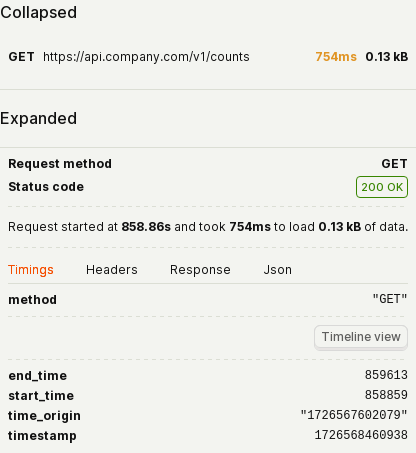 Collapsed
GET https://api.company.com/v1/counts 754ms 0.13 kB
Expanded
Request method GET
Status code 200 OK
Request started at 858.86s and took 754ms to load 0.13 kB of data.
Timings Headers Response Json
method "GET"
Timeline view
end_time 859613
start_time 858859
time_origin "1726567602079"
timestamp 1726568460938